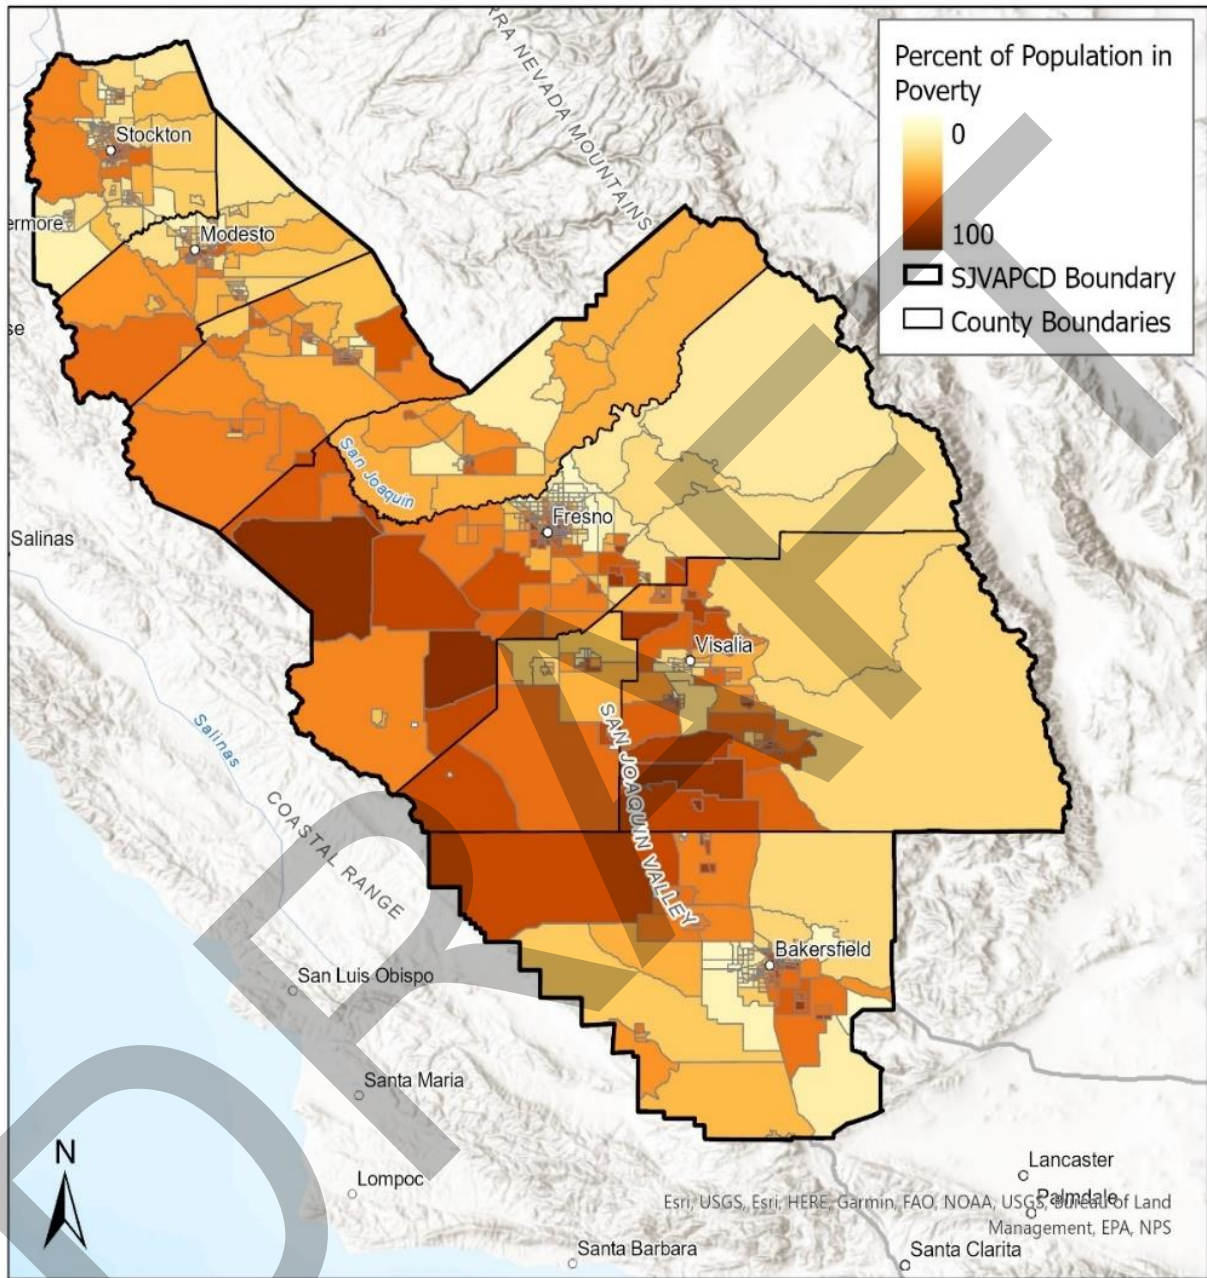 RRA NEVADA MOUNTAINS
Percent of Population in
Poverty
0
100
SJVAPCD Boundary
County Boundaries
Stockton
ermore
Modesto
se
San Joaquin
Fresno
Salinas
Visalia
Salinas
SAN JOAQUIN VALLEY
COASTAL RANGE
Bakersfield
San Luis Obispo
Santa Maria
N
Lompoc
Lancaster
Palmdale
Esri, USGS, Esri, HERE, Garmin, FAO, NOAA, USGS, Bureau of Land
Management, EPA, NPS
Santa Barbara
Santa Clarita
DRAFT